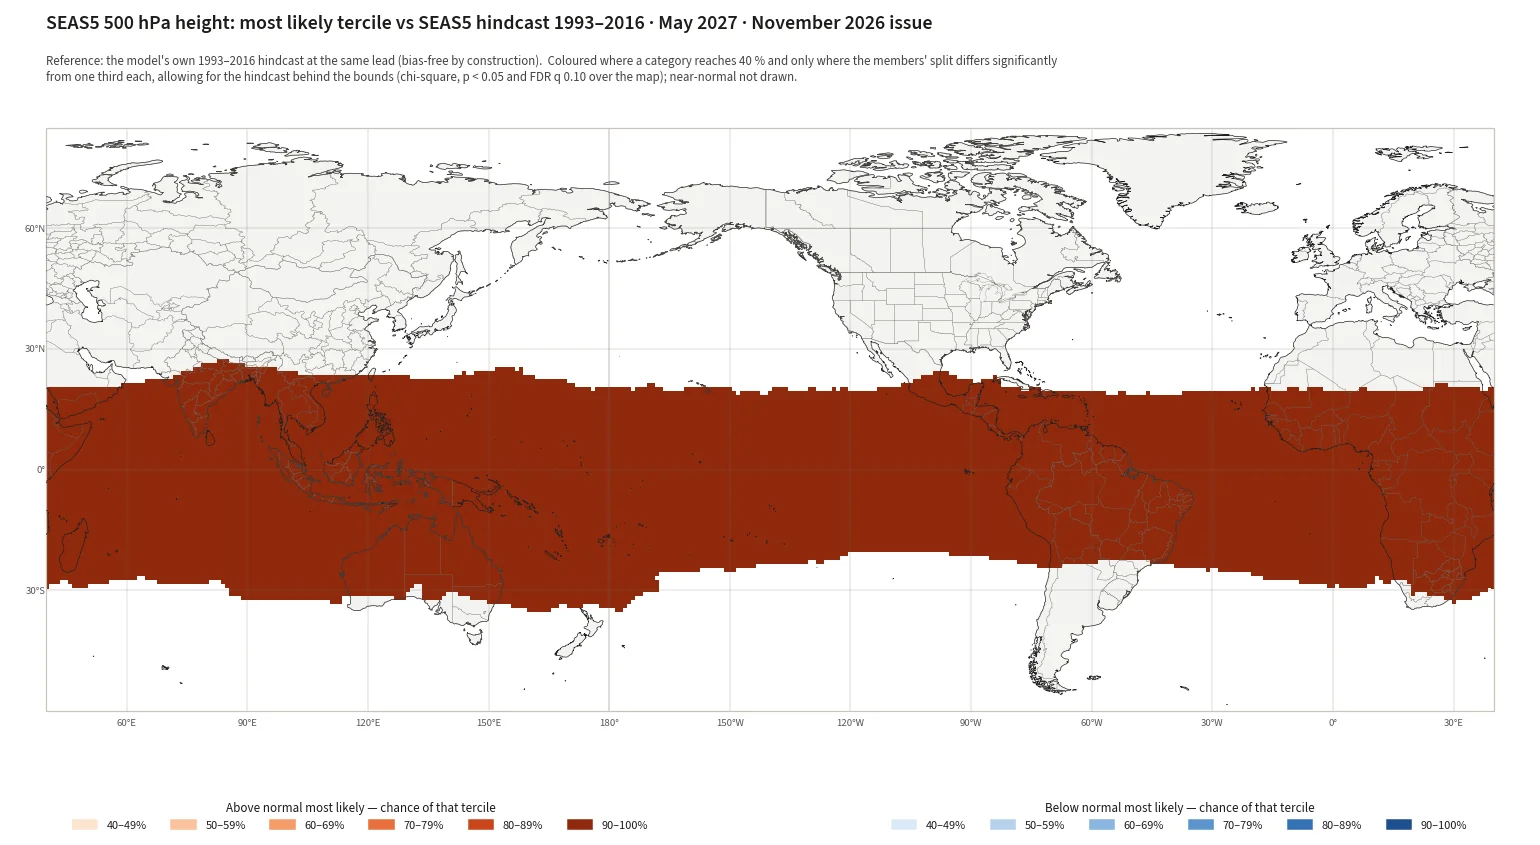 SEAS5 500 hPa height: most likely tercile vs SEAS5 hindcast 1993–2016 · May 2027 · November 2026 issue
Reference: the model's own 1993–2016 hindcast at the same lead (bias-free by construction). Coloured where a category reaches 40 % and only where the members' split differs significantly
from one third each, allowing for the hindcast behind the bounds (chi-square, p < 0.05 and FDR q 0.10 over the map); near-normal not drawn.
60°N
30°N
0°
30°S
60°E 90°E 120°E 150°E 180° 150°W 120°W 90°W 60°W 30°W 0° 30°E
Above normal most likely — chance of that tercile
40–49% 50–59% 60–69% 70–79% 80–89% 90–100%
Below normal most likely — chance of that tercile
40–49% 50–59% 60–69% 70–79% 80–89% 90–100%